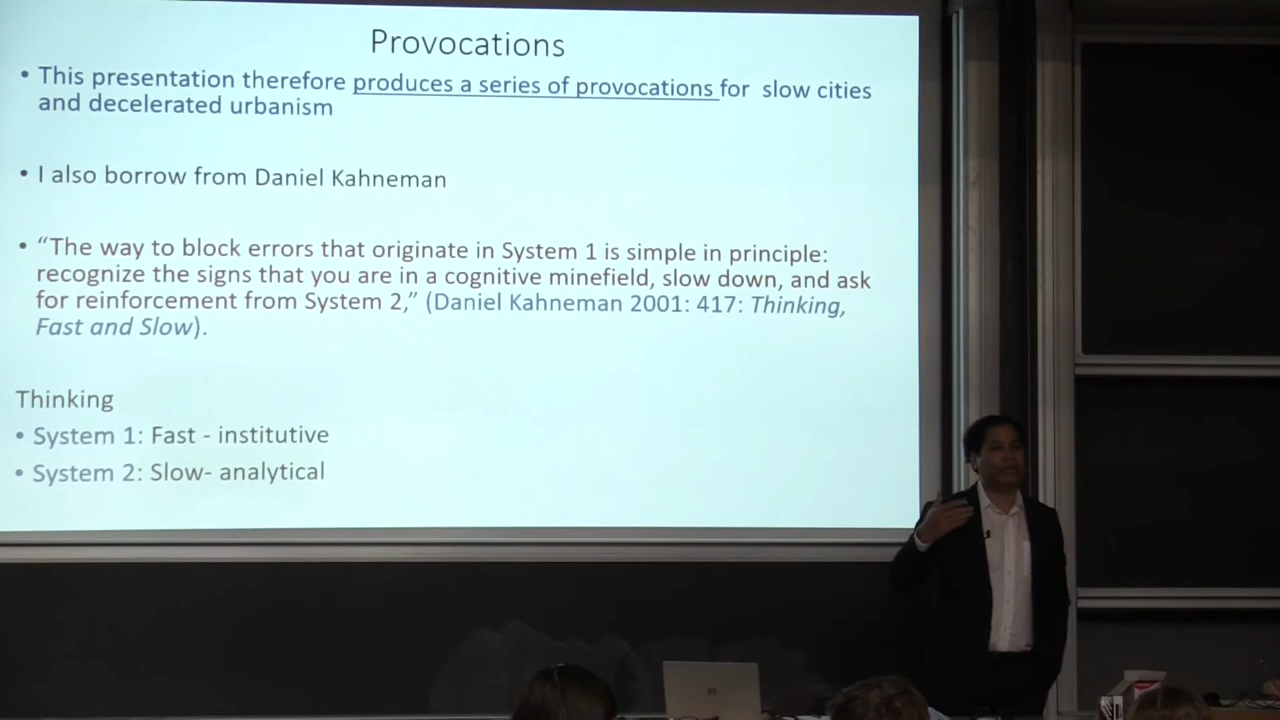 Provocations
• This presentation therefore produces a series of provocations for slow cities
and decelerated urbanism
• I also borrow from Daniel Kahneman
• “The way to block errors that originate in System 1 is simple in principle:
recognize the signs that you are in a cognitive minefield, slow down, and ask
for reinforcement from System 2,” (Daniel Kahneman 2001: 417: Thinking,
Fast and Slow).
Thinking
• System 1: Fast - institutive
• System 2: Slow- analytical